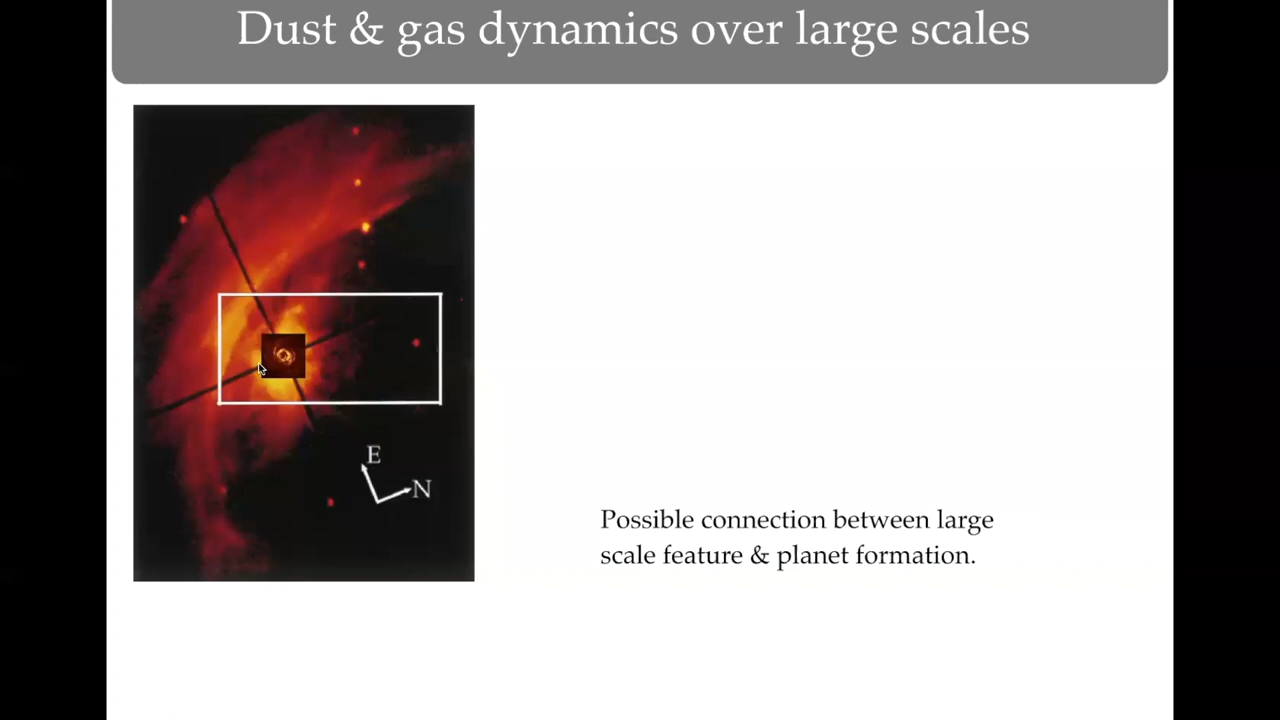 Dust & gas dynamics over large scales
E
N
Possible connection between large
scale feature & planet formation.